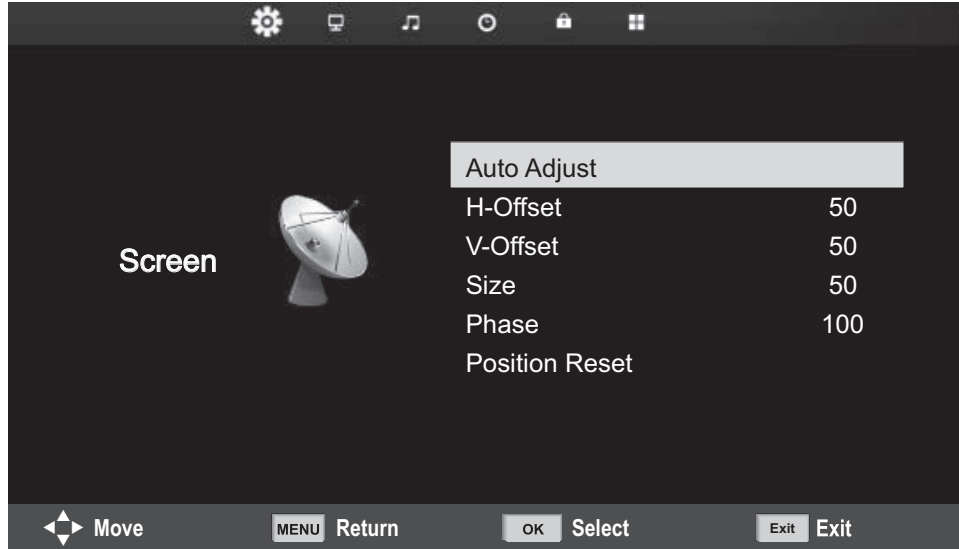 Auto Adjust
H-Offset 50
V-Offset 50
Screen
Size 50
Phase 100
Position Reset
Move MENU Return OK Select Exit Exit